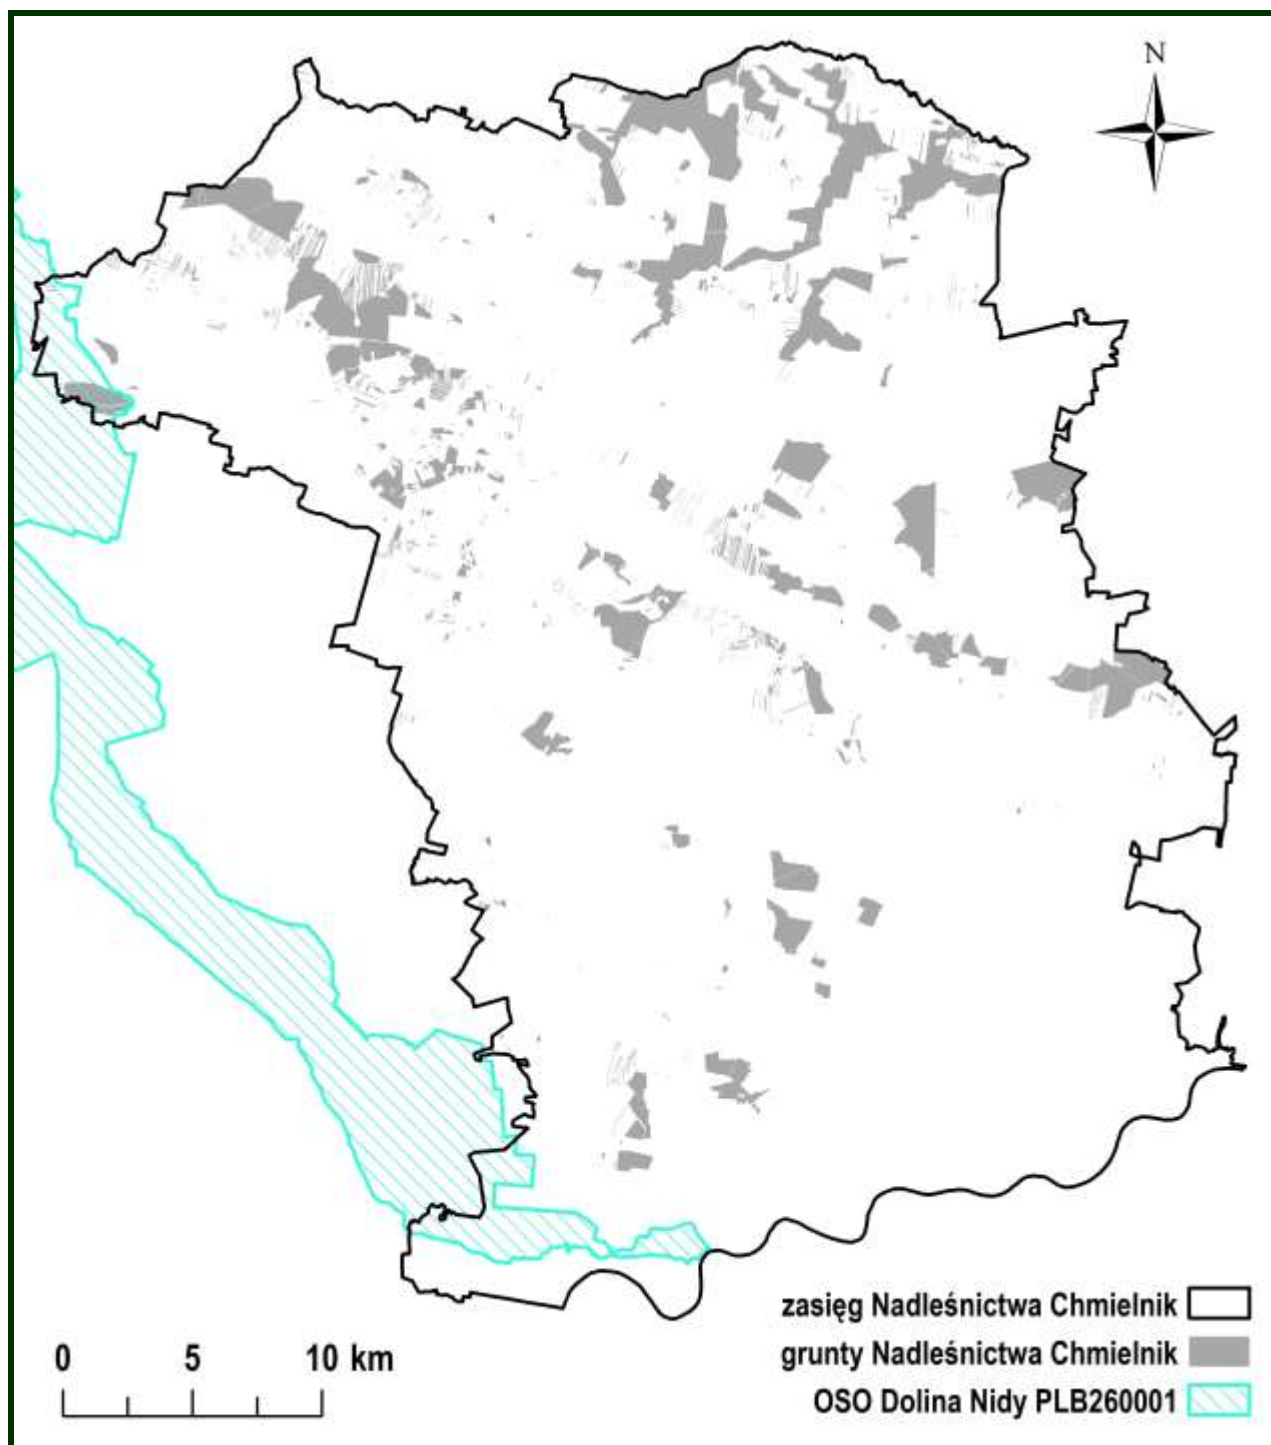 N
zasięg Nadleśnictwa Chmielnik
grunty Nadleśnictwa Chmielnik
OSO Dolina Nidy PLB260001
0 5 10 km